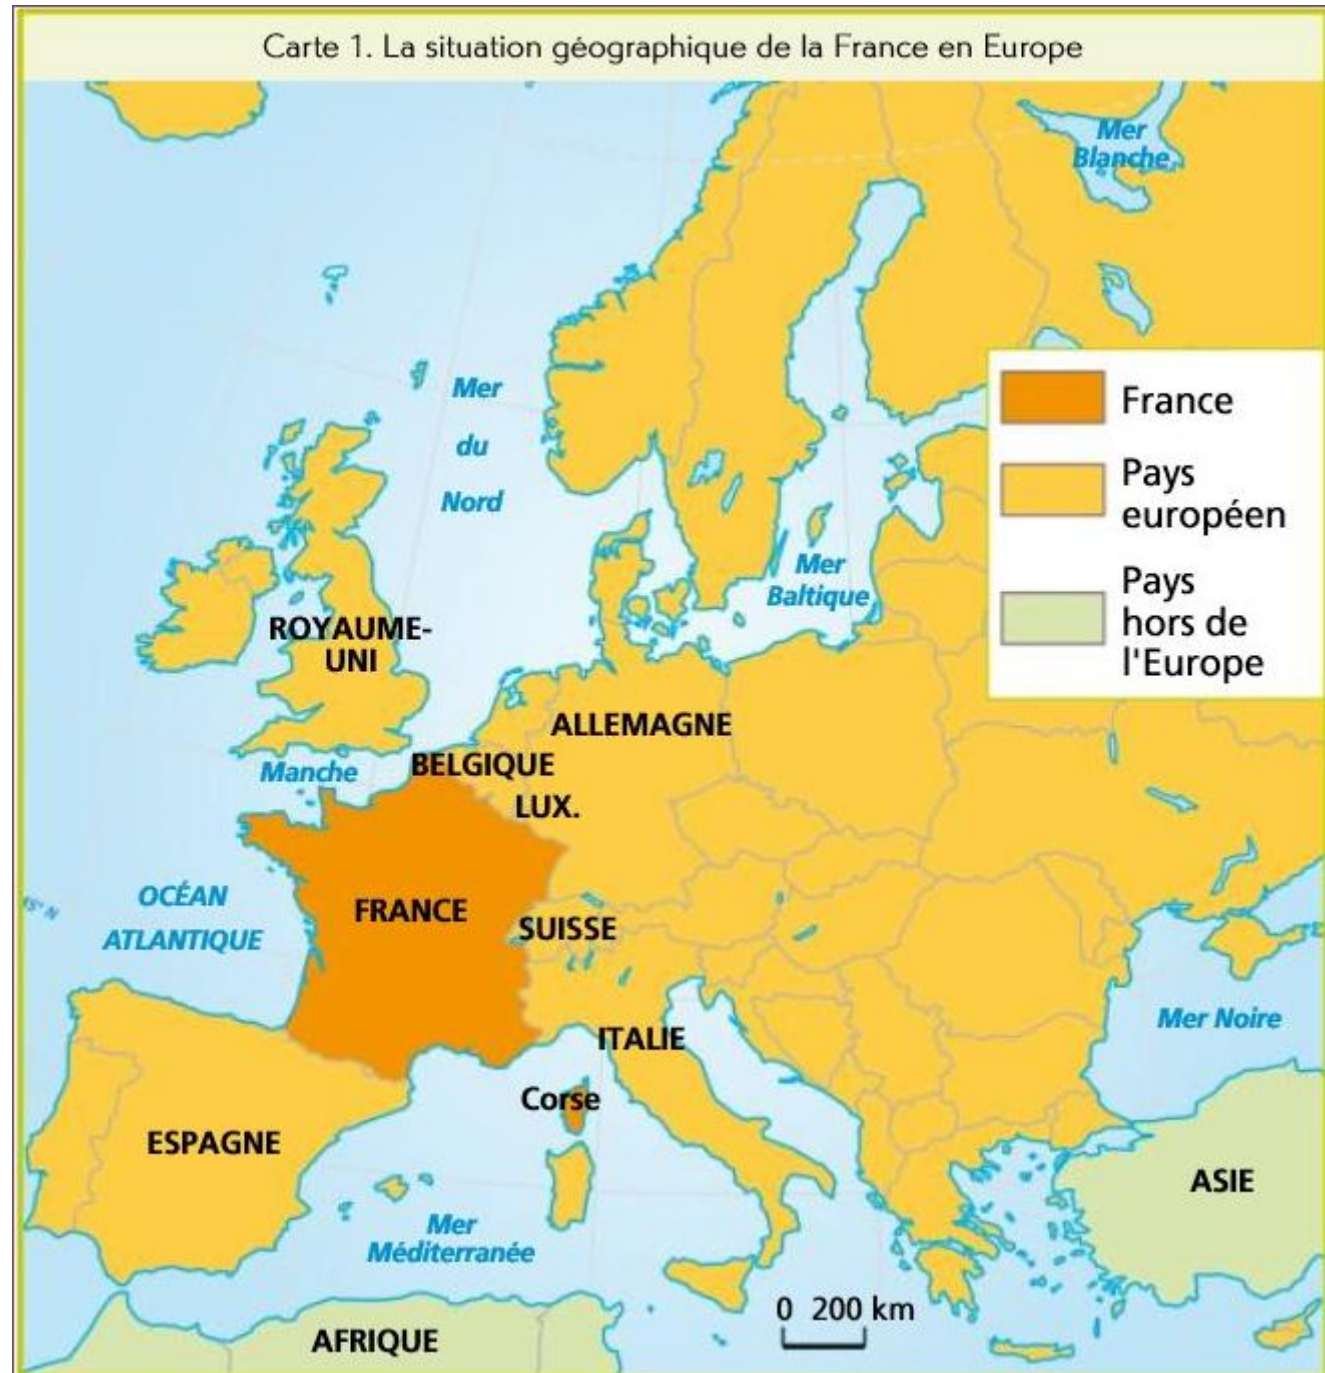 Carte 1. La situation géographique de la France en Europe
Mer
Blanche
Mer
du
Nord
France
Pays
européen
Pays
hors de
l'Europe
Mer
Baltique
ROYAUME-
UNI
ALLEMAGNE
BELGIQUE
Manche
LUX.
OCÉAN
ATLANTIQUE
45° N
FRANCE
SUISSE
Mer Noire
ITALIE
Corse
ESPAGNE
ASIE
Mer
Méditerranée
0 200 km
AFRIQUE